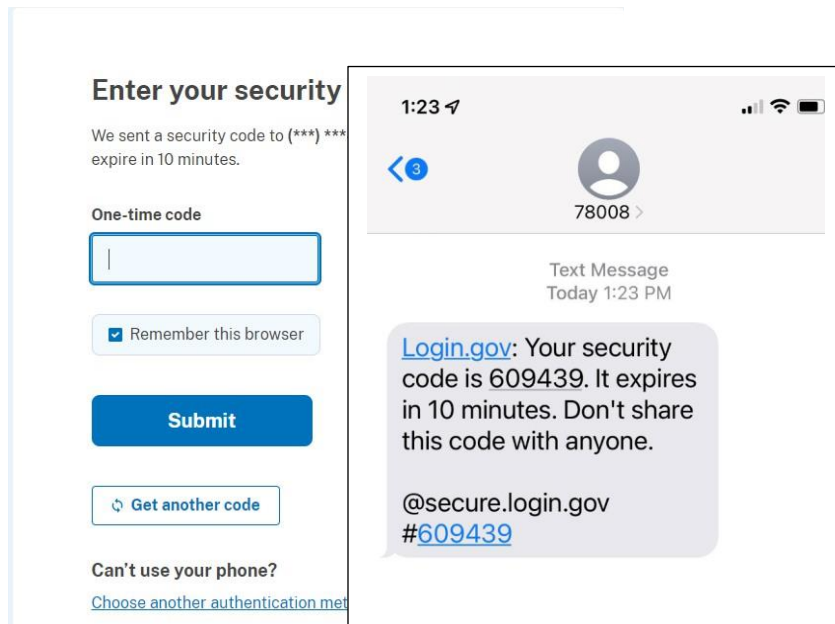 Enter your security
We sent a security code to (***) ***
expire in 10 minutes.
One-time code
Remember this browser
Submit
Get another code
Can't use your phone?
Choose another authentication met
1:23
3
78008
Text Message
Today 1:23 PM
Login.gov: Your security
code is 609439. It expires
in 10 minutes. Don't share
this code with anyone.
@secure.login.gov
#609439